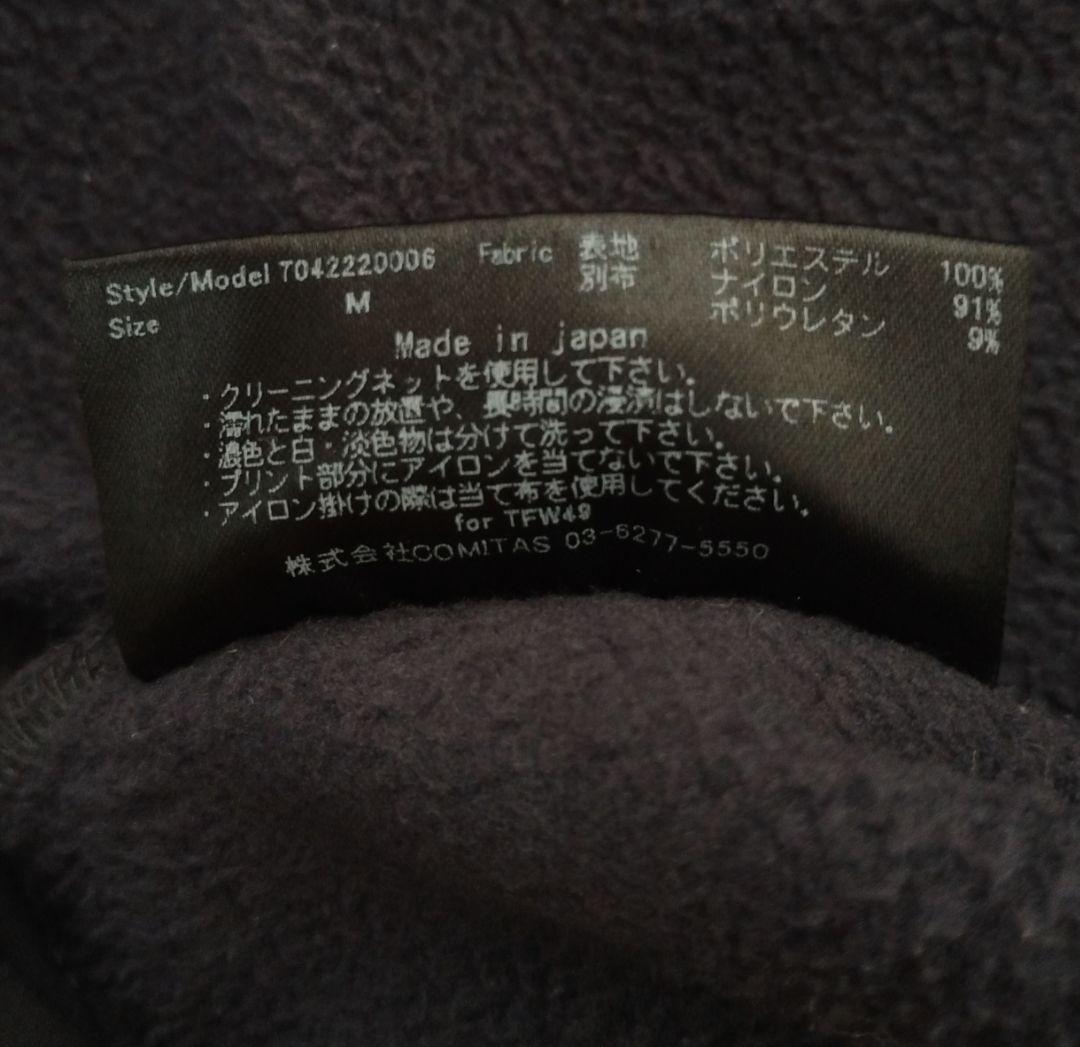 Style/Model T042220006 Fabric 表地 ポリエステル 100%
別布 ナイロン 91%
Size M ポリウレタン 9%
Made in japan
・クリーニングネットを使用して下さい。
・濡れたままの放置や、長時間の浸漬はしないで下さい。
・濃色と白・淡色物は分けて洗って下さい。
・プリント部分にアイロンを当てないで下さい。
・アイロン掛けの際は当て布を使用してください。
for TFW49
株式会社COMITAS 03-6277-5550